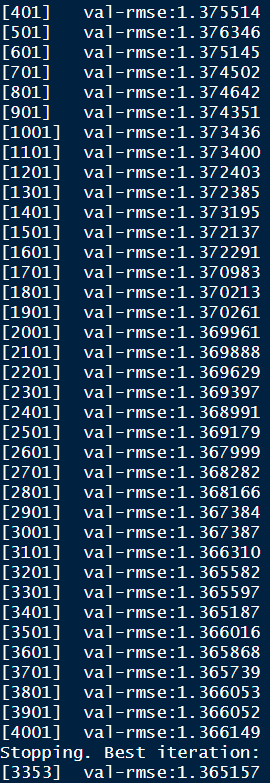 [401]   val-rmse:1.375514
[501]   val-rmse:1.376346
[601]   val-rmse:1.375145
[701]   val-rmse:1.374502
[801]   val-rmse:1.374642
[901]   val-rmse:1.374351
[1001]  val-rmse:1.373436
[1101]  val-rmse:1.373400
[1201]  val-rmse:1.372403
[1301]  val-rmse:1.372385
[1401]  val-rmse:1.373195
[1501]  val-rmse:1.372137
[1601]  val-rmse:1.372291
[1701]  val-rmse:1.370983
[1801]  val-rmse:1.370213
[1901]  val-rmse:1.370261
[2001]  val-rmse:1.369961
[2101]  val-rmse:1.369888
[2201]  val-rmse:1.369629
[2301]  val-rmse:1.369397
[2401]  val-rmse:1.368991
[2501]  val-rmse:1.369179
[2601]  val-rmse:1.367999
[2701]  val-rmse:1.368282
[2801]  val-rmse:1.368166
[2901]  val-rmse:1.367384
[3001]  val-rmse:1.367387
[3101]  val-rmse:1.366310
[3201]  val-rmse:1.365582
[3301]  val-rmse:1.365597
[3401]  val-rmse:1.365187
[3501]  val-rmse:1.366016
[3601]  val-rmse:1.365868
[3701]  val-rmse:1.365739
[3801]  val-rmse:1.366053
[3901]  val-rmse:1.366052
[4001]  val-rmse:1.366149
Stopping. Best iteration:
[3353]  val-rmse:1.365157